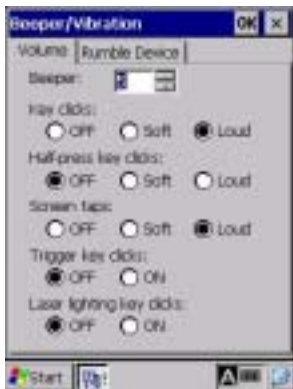 Beeper/Vibration OK ×
Volume Rumble Device
Beeper:
Key clicks:
OFF Soft Loud
Half-press key clicks:
OFF Soft Loud
Screen taps:
OFF Soft Loud
Trigger key clicks:
OFF ON
Laser lighting key clicks:
OFF ON
Start A